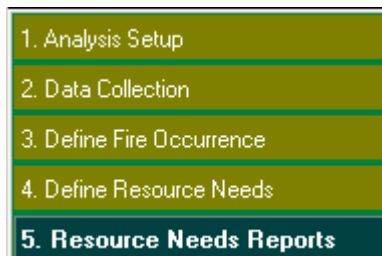 1. Analysis Setup
2. Data Collection
3. Define Fire Occurrence
4. Define Resource Needs
5. Resource Needs Reports